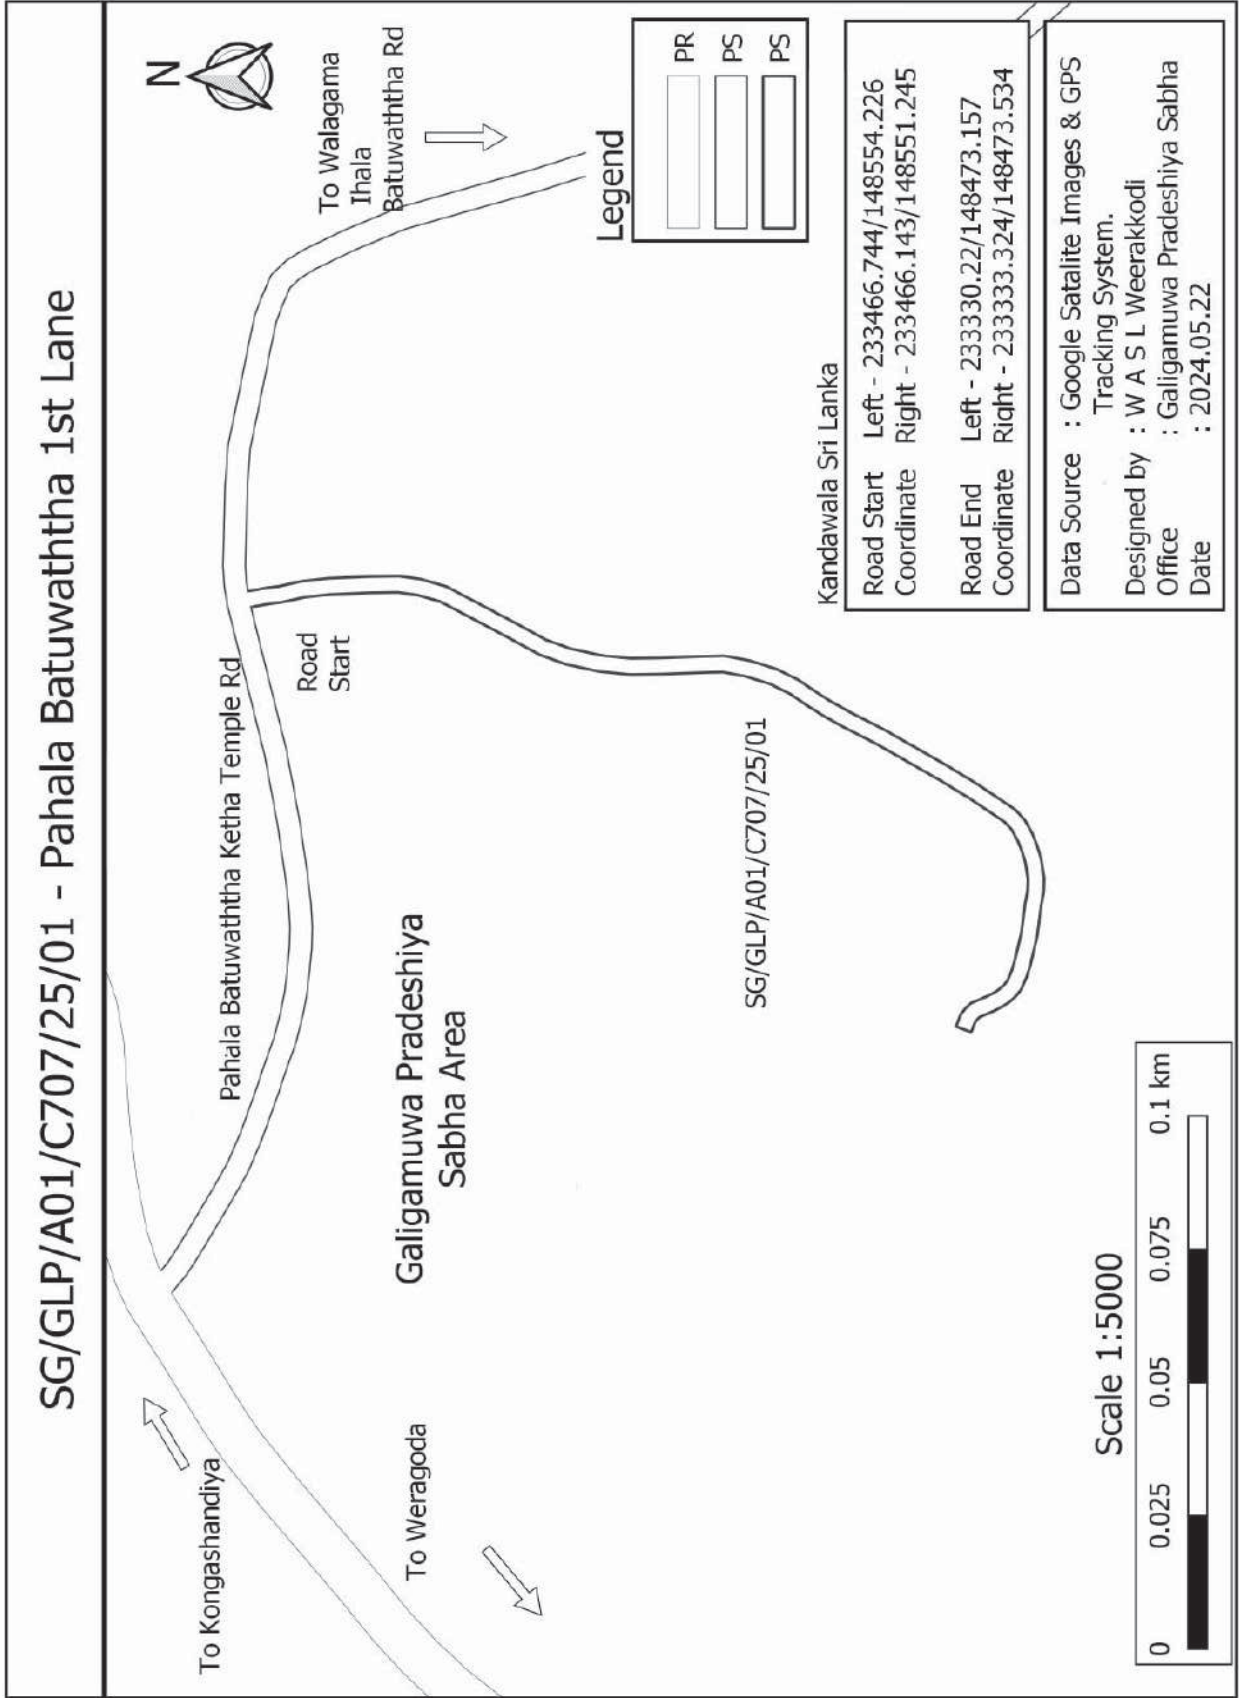 SG/GLP/A01/C707/25/01 - Pahala Batuwaththa 1st Lane
N
To Kongashandiya
To Weragoda
Pahala Batuwaththa Ketha Temple Rd
Road
Start
To Walagama
Ihala
Batuwaththa Rd
Galigamuwa Pradeshiya
Sabha Area
SG/GLP/A01/C707/25/01
Legend
PR
PS
PS
Kandawala Sri Lanka
Road Start Left - 233466.744/148554.226
Coordinate Right - 233466.143/148551.245
Road End Left - 233330.22/148473.157
Coordinate Right - 233333.324/148473.534
Data Source : Google Satalite Images & GPS
Tracking System.
Designed by : W A S L Weerakkodi
Office : Galigamuwa Pradeshiya Sabha
Date : 2024.05.22
Scale 1:5000
0 0.025 0.05 0.075 0.1 km